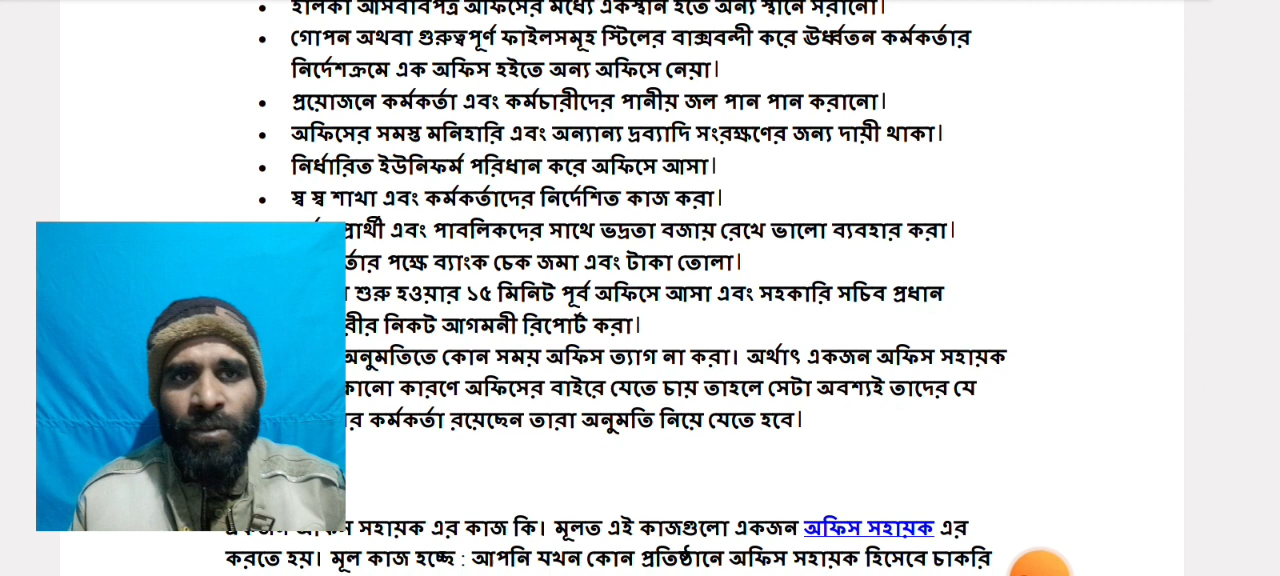 হালকা আসবাবপত্র অফিসের মধ্যে একস্থান হতে অন্য স্থানে সরানো।
গোপন অথবা গুরুত্বপূর্ণ ফাইলসমূহ স্টিলের বাক্সবন্দী করে ঊর্ধ্বতন কর্মকর্তার
নির্দেশক্রমে এক অফিস হইতে অন্য অফিসে নেয়া।
প্রয়োজনে কর্মকর্তা এবং কর্মচারীদের পানীয় জল পান পান করানো।
অফিসের সমস্ত মনিহারি এবং অন্যান্য দ্রব্যাদি সংরক্ষণের জন্য দায়ী থাকা।
নির্ধারিত ইউনিফর্ম পরিধান করে অফিসে আসা।
স্ব স্ব শাখা এবং কর্মকর্তাদের নির্দেশিত কাজ করা।
এবং পাবলিকদের সাথে ভদ্রতা বজায় রেখে ভালো ব্যবহার করা।
পক্ষে ব্যাংক চেক জমা এবং টাকা তোলা।
শুরু হওয়ার ১৫ মিনিট পূর্ব অফিসে আসা এবং সহকারি সচিব প্রধান
নিকট আগমনী রিপোর্ট করা।
অনুমতিতে কোন সময় অফিস ত্যাগ না করা। অর্থাৎ একজন অফিস সহায়ক
কারণে অফিসের বাইরে যেতে চায় তাহলে সেটা অবশ্যই তাদের যে
কর্মকর্তা রয়েছেন তারা অনুমতি নিয়ে যেতে হবে।
সহায়ক এর কাজ কি। মূলত এই কাজগুলো একজন অফিস সহায়ক এর
করতে হয়। মূল কাজ হচ্ছে : আপনি যখন কোন প্রতিষ্ঠানে অফিস সহায়ক হিসেবে চাকরি